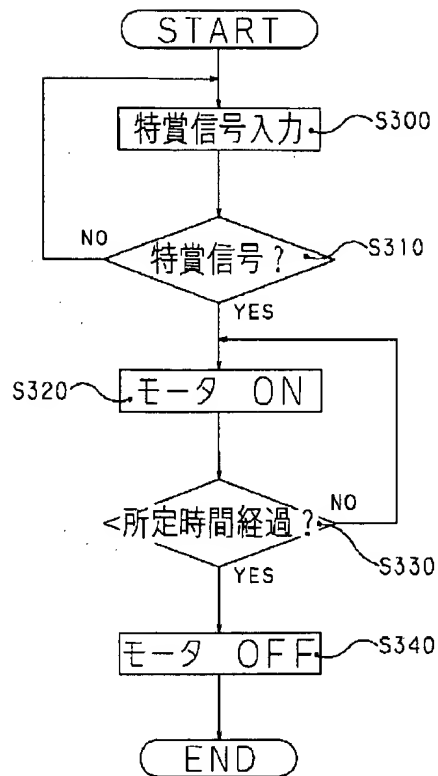 START
特賞信号入力
S300
特賞信号?
S310
NO
YES
S320
モータ ON
<所定時間経過?
NO
S330
YES
モータ OFF
S340
END